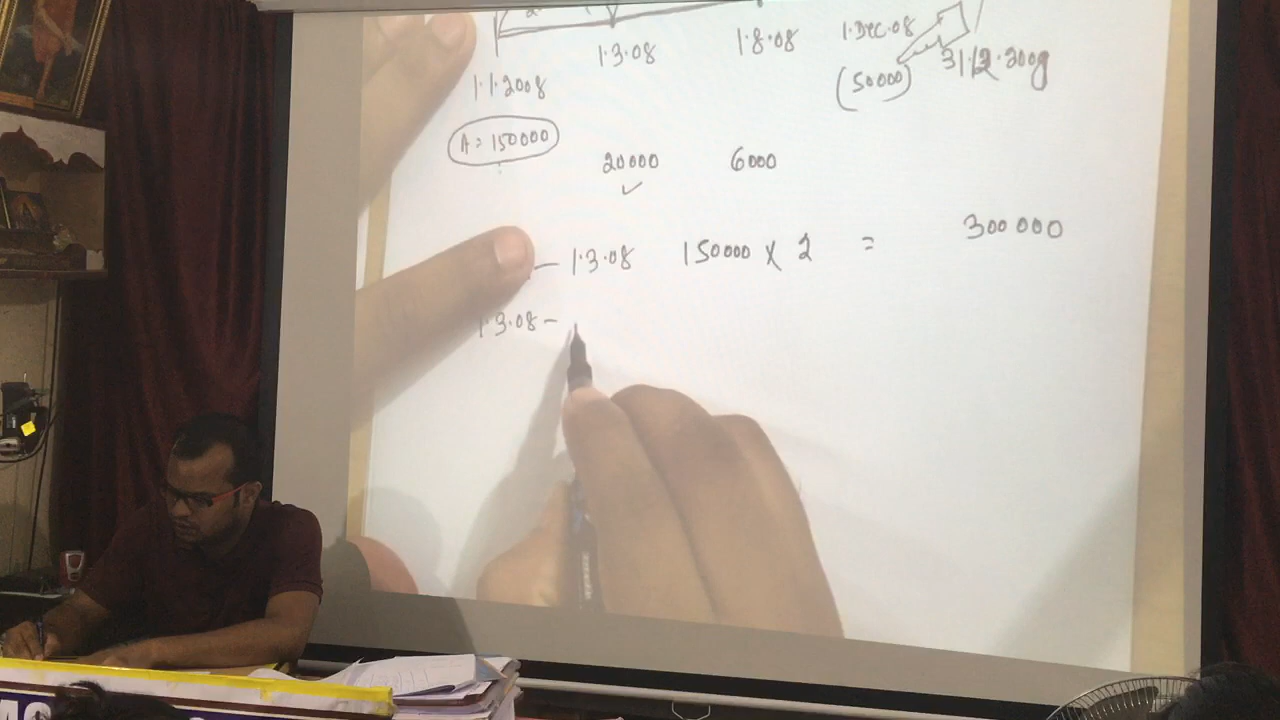 1.3.08 1.8.08 1.Dec.08
1.1.2008 (50000) 31.12.2008
A = 150000
20000 6000
— 1.3.08 150000 x 2 = 300000
1.3.08 –